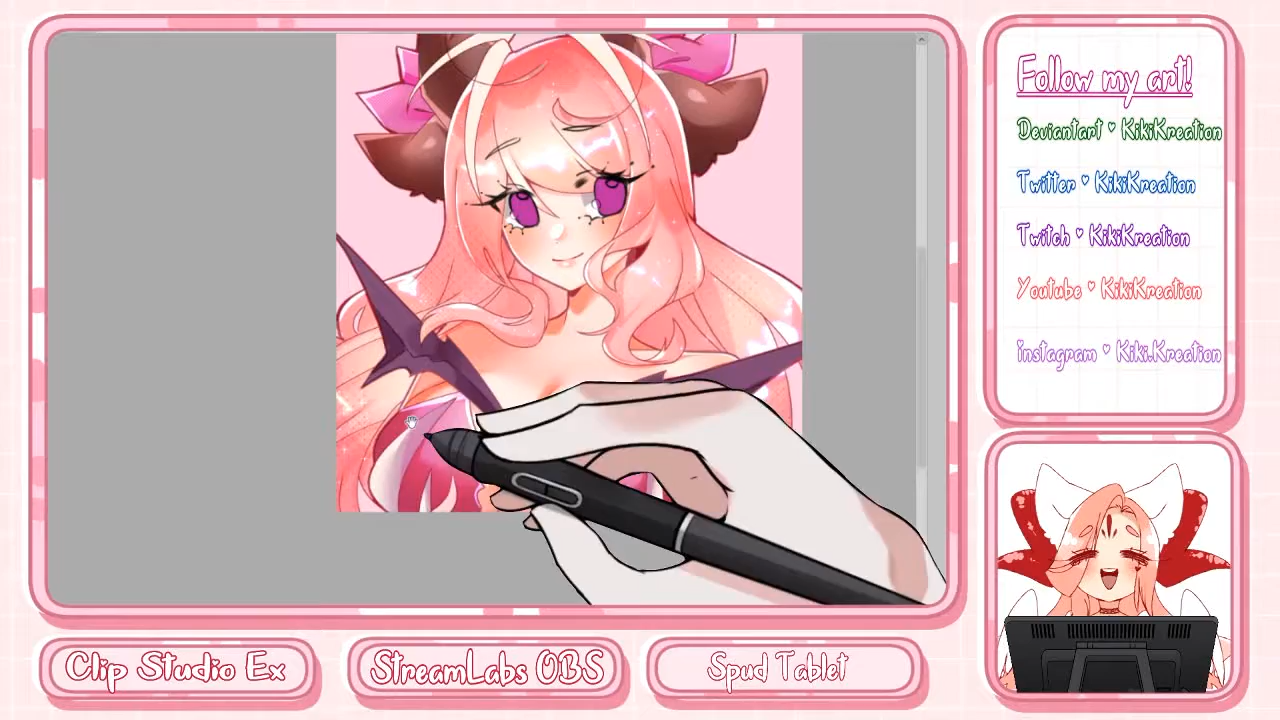 Follow my art!
Deviantart ♥ KikiKreation
Twitter ♥ KikiKreation
Twitch ♥ KikiKreation
Youtube ♥ KikiKreation
instagram ♥ Kiki.Kreation
Clip Studio Ex
StreamLabs OBS
Spud Tablet